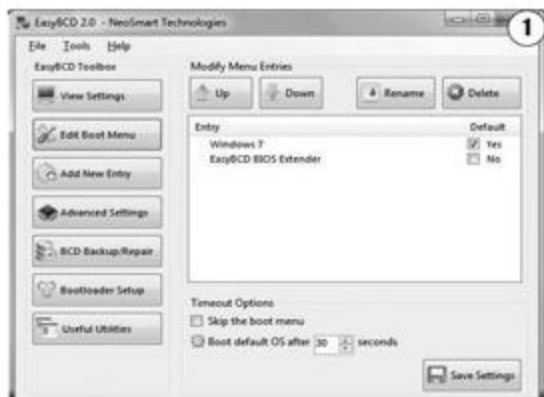 EasyBCD 2.0 - NeoSmart Technologies
1
File Tools Help
EasyBCD Toolbox
View Settings
Edit Boot Menu
Add New Entry
Advanced Settings
BCD Backup/Repair
Bootloader Setup
Useful Utilities
Modify Menu Entries
Up Down Rename Delete
Entry Default
Windows 7 Yes
EasyBCD BIOS Extender No
Timeout Options
Skip the boot menu
Boot default OS after 30 seconds
Save Settings